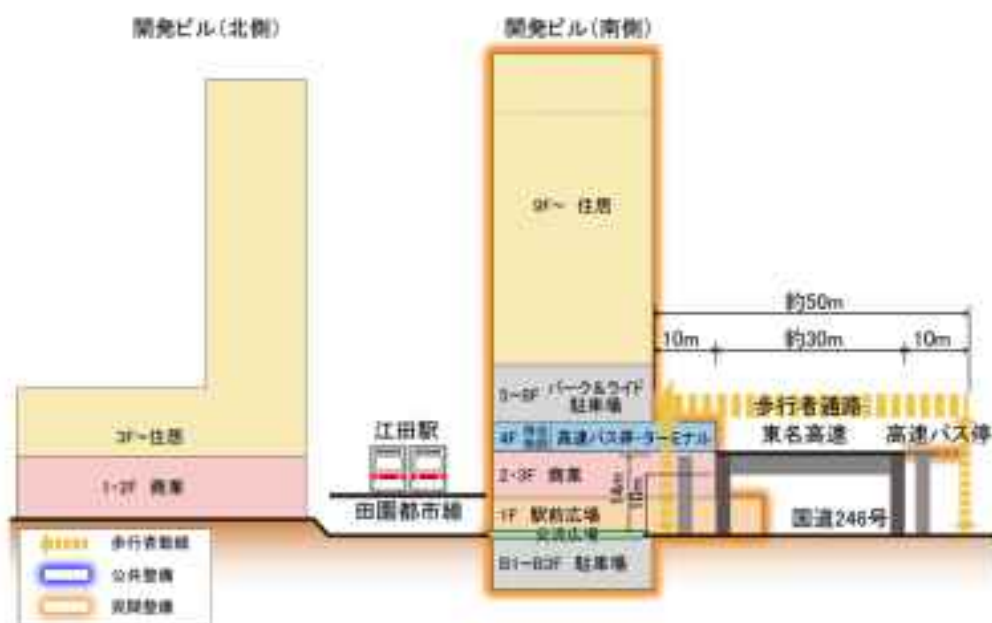 開発ビル(北側)
開発ビル(南側)
9F～ 住居
約50m
10m
約30m
10m
5～8F パーク&ライド
駐車場
歩行者通路
4F
高速バス停・ターミナル
東名高速
高速バス停
江田駅
3F～住居
1・2F 商業
2・3F 商業
14m
10m
田園都市線
1F 駅前広場
交流広場
国道246号
B1～B3F 駐車場
歩行者動線
公共整備
民間整備